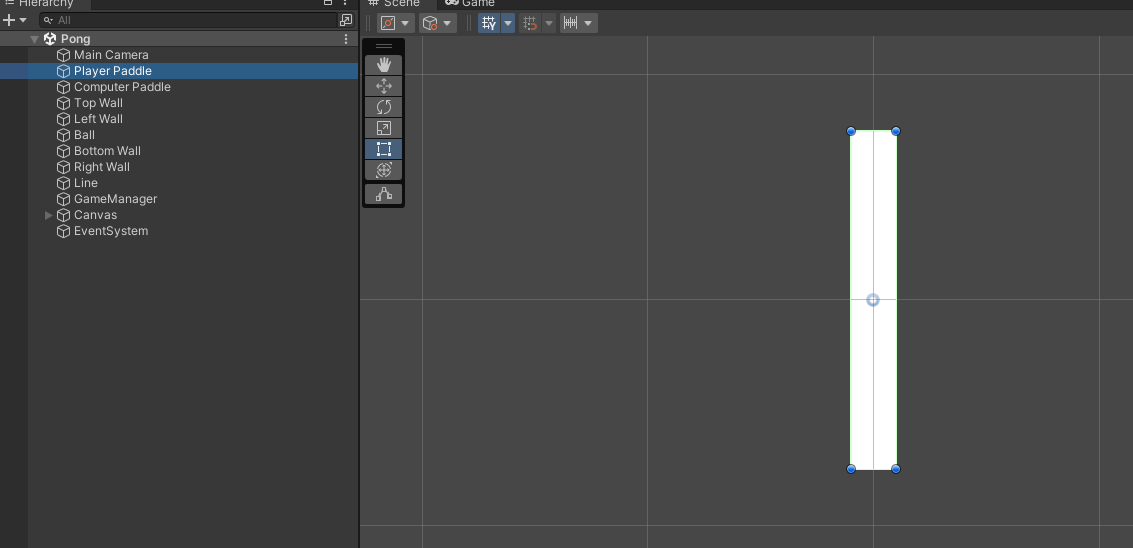 Hierarchy
Scene
Game
All
Pong
Main Camera
Player Paddle
Computer Paddle
Top Wall
Left Wall
Ball
Bottom Wall
Right Wall
Line
GameManager
Canvas
EventSystem